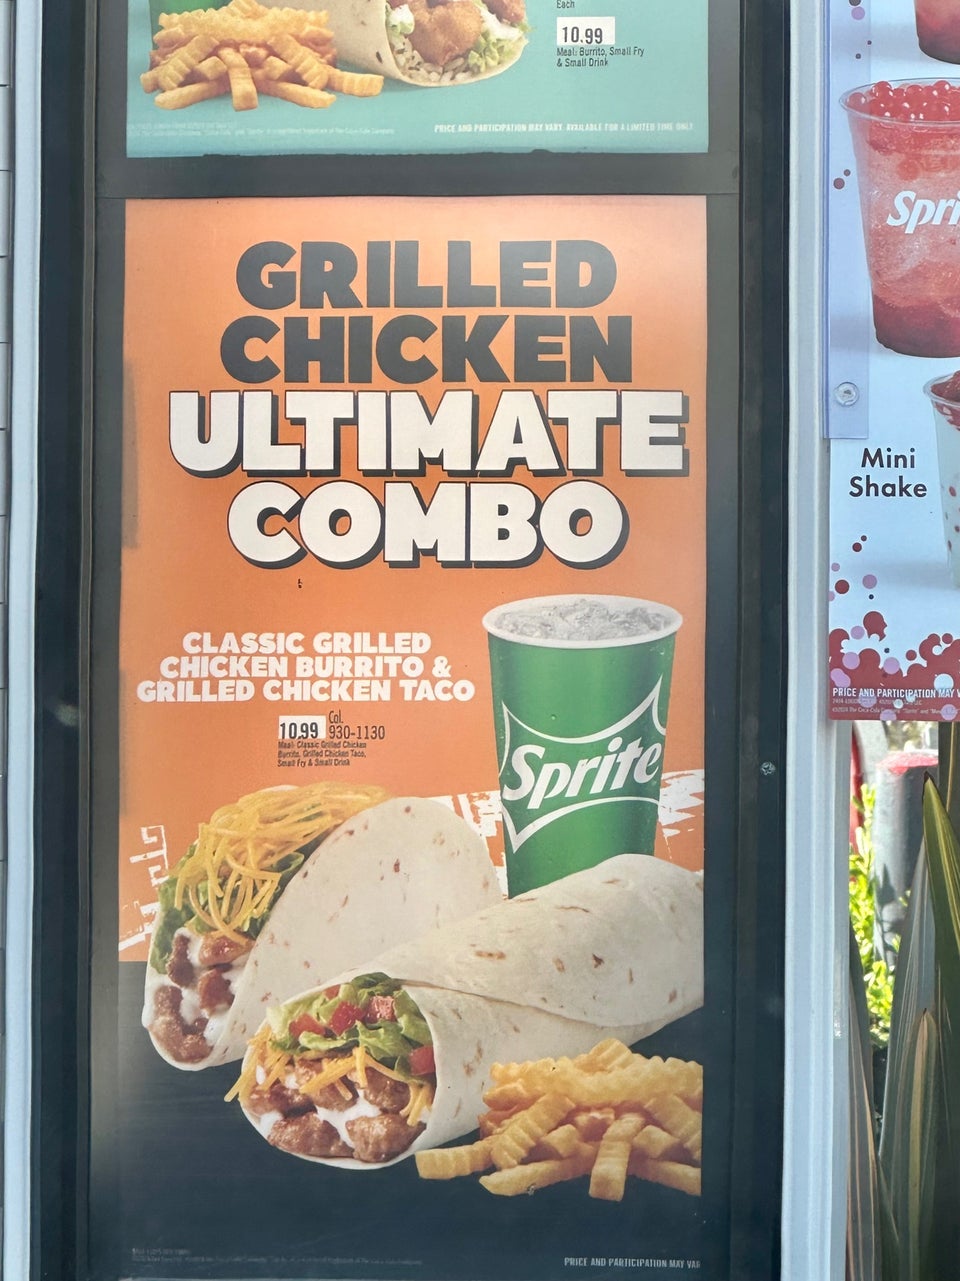 Each
10.99
Meal: Burrito, Small Fry
& Small Drink
PRICE AND PARTICIPATION MAY VARY. AVAILABLE FOR A LIMITED TIME ONLY
GRILLED
CHICKEN
ULTIMATE
COMBO
CLASSIC GRILLED
CHICKEN BURRITO &
GRILLED CHICKEN TACO
10.99 Cal.
930-1130
Meal: Classic Grilled Chicken
Burrito, Grilled Chicken Taco,
Small Fry & Small Drink
Sprite
PRICE AND PARTICIPATION MAY VAR
Spri
Mini
Shake
PRICE AND PARTICIPATION MAY V